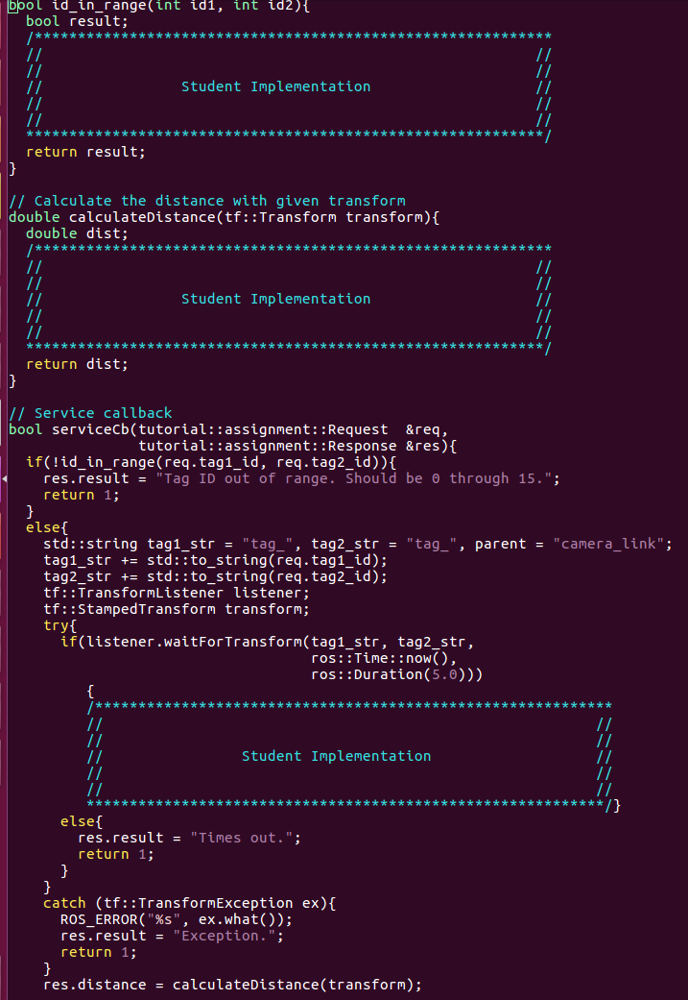 bool id_in_range(int id1, int id2){
  bool result;
  /************************************************************
  //                                                         //
  //                                                         //
  //                Student Implementation                   //
  //                                                         //
  //                                                         //
  ************************************************************/
  return result;
}

// Calculate the distance with given transform
double calculateDistance(tf::Transform transform){
  double dist;
  /************************************************************
  //                                                         //
  //                                                         //
  //                Student Implementation                   //
  //                                                         //
  //                                                         //
  ************************************************************/
  return dist;
}

// Service callback
bool serviceCb(tutorial::assignment::Request  &req,
               tutorial::assignment::Response &res){
  if(!id_in_range(req.tag1_id, req.tag2_id)){
    res.result = "Tag ID out of range. Should be 0 through 15.";
    return 1;
  }
  else{
    std::string tag1_str = "tag_", tag2_str = "tag_", parent = "camera_link";
    tag1_str += std::to_string(req.tag1_id);
    tag2_str += std::to_string(req.tag2_id);
    tf::TransformListener listener;
    tf::StampedTransform transform;
    try{
      if(listener.waitForTransform(tag1_str, tag2_str,
                                   ros::Time::now(),
                                   ros::Duration(5.0)))
         {
         /************************************************************
         //                                                         //
         //                                                         //
         //                Student Implementation                   //
         //                                                         //
         //                                                         //
         ************************************************************/}
      else{
        res.result = "Times out.";
        return 1;
      }
    }
    catch (tf::TransformException ex){
      ROS_ERROR("%s", ex.what());
      res.result = "Exception.";
      return 1;
    }
    res.distance = calculateDistance(transform);